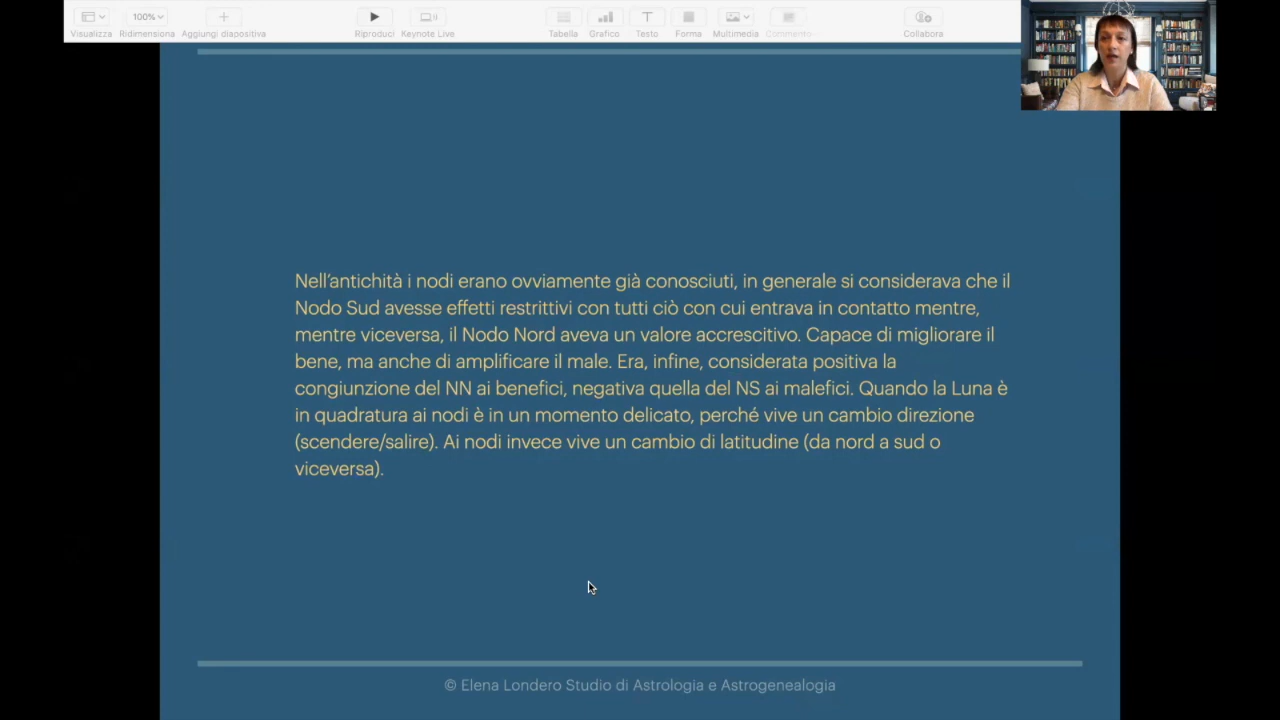 Visualizza
100%
Ridimensiona
Aggiungi diapositiva
Riproduci
Keynote Live
Tabella
Grafico
Testo
Forma
Multimedia
Commento
Collabora
Nell'antichità i nodi erano ovviamente già conosciuti, in generale si considerava che il
Nodo Sud avesse effetti restrittivi con tutti ciò con cui entrava in contatto mentre,
mentre viceversa, il Nodo Nord aveva un valore accrescitivo. Capace di migliorare il
bene, ma anche di amplificare il male. Era, infine, considerata positiva la
congiunzione del NN ai benefici, negativa quella del NS ai malefici. Quando la Luna è
in quadratura ai nodi è in un momento delicato, perché vive un cambio direzione
(scendere/salire). Ai nodi invece vive un cambio di latitudine (da nord a sud o
viceversa).
© Elena Londero Studio di Astrologia e Astrogenealogia